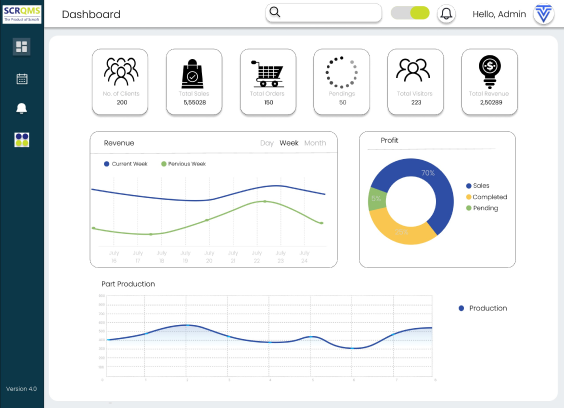 SCRQMS
The Product of Scrosft
Dashboard
Hello, Admin
No of Clients
200
Total Sales
5,55028
Total Orders
150
Pendings
50
Total Visitors
223
Total Revenue
2,50289
Revenue
Day Week Month
Current Week
Pervious Week
July 16
July 17
July 18
July 19
July 20
July 21
July 22
July 23
July 24
Profit
70%
5%
Sales
Completed
Pending
Part Production
Production
Version 4.0